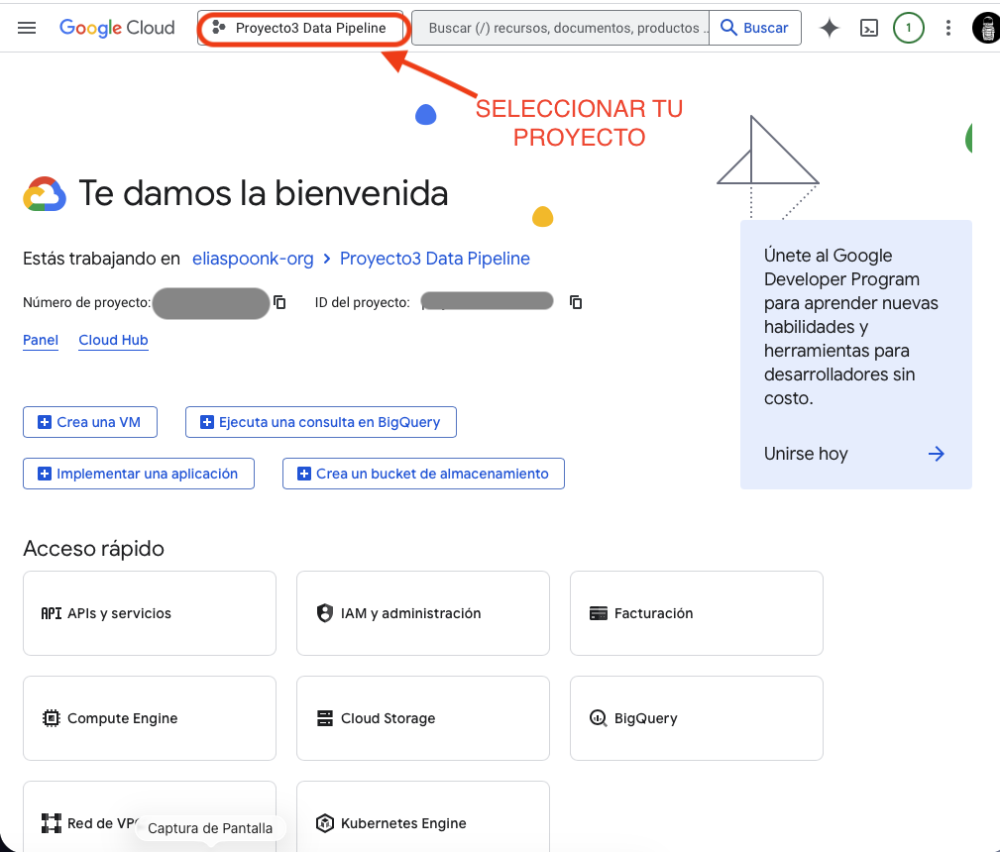 Google Cloud
Proyecto3 Data Pipeline
Buscar (/) recursos, documentos, productos ..
Buscar
1
SELECCIONAR TU
PROYECTO
Te damos la bienvenida
Estás trabajando en eliaspoonk-org > Proyecto3 Data Pipeline
Número de proyecto:
ID del proyecto:
Panel
Cloud Hub
Crea una VM
Ejecuta una consulta en BigQuery
Implementar una aplicación
Crea un bucket de almacenamiento
Únete al Google
Developer Program
para aprender nuevas
habilidades y
herramientas para
desarrolladores sin
costo.
Unirse hoy
Acceso rápido
API APIs y servicios
IAM y administración
Facturación
Compute Engine
Cloud Storage
BigQuery
Red de VPC
Kubernetes Engine
Captura de Pantalla